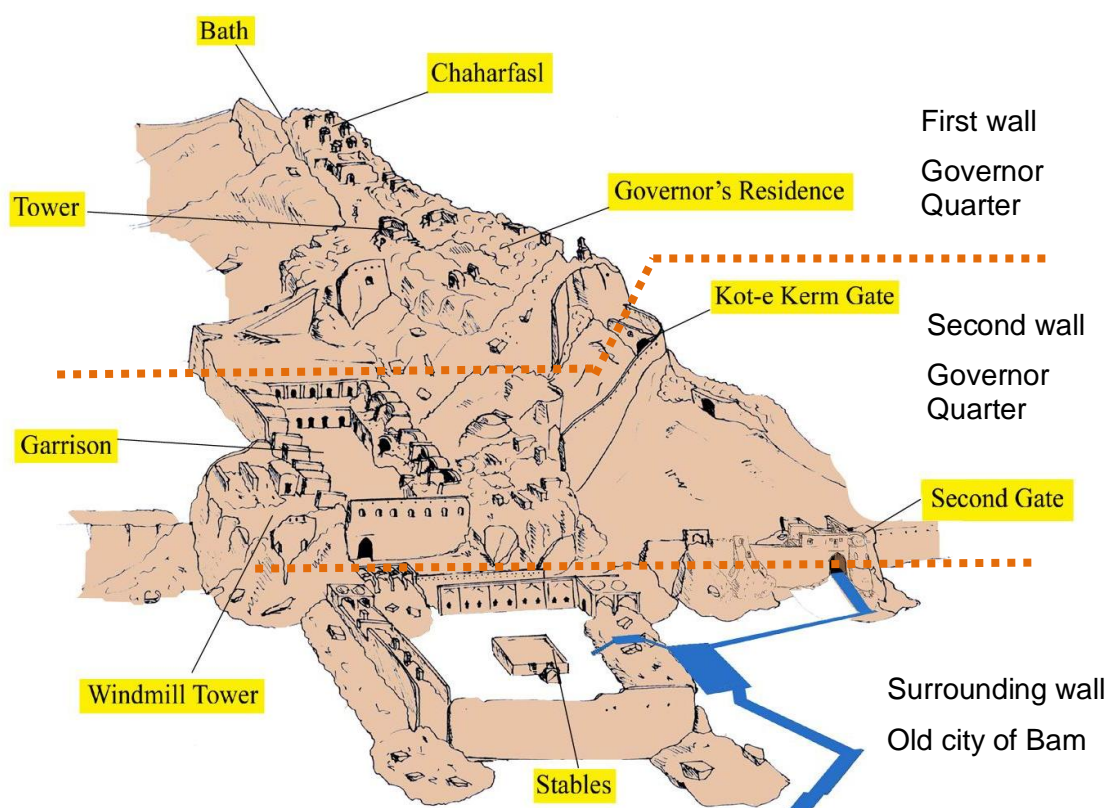 Bath
Chaharfasl
First wall
Governor
Quarter
Tower
Governor's Residence
Kot-e Kerm Gate
Second wall
Governor
Quarter
Garrison
Second Gate
Windmill Tower
Surrounding wall
Old city of Bam
Stables